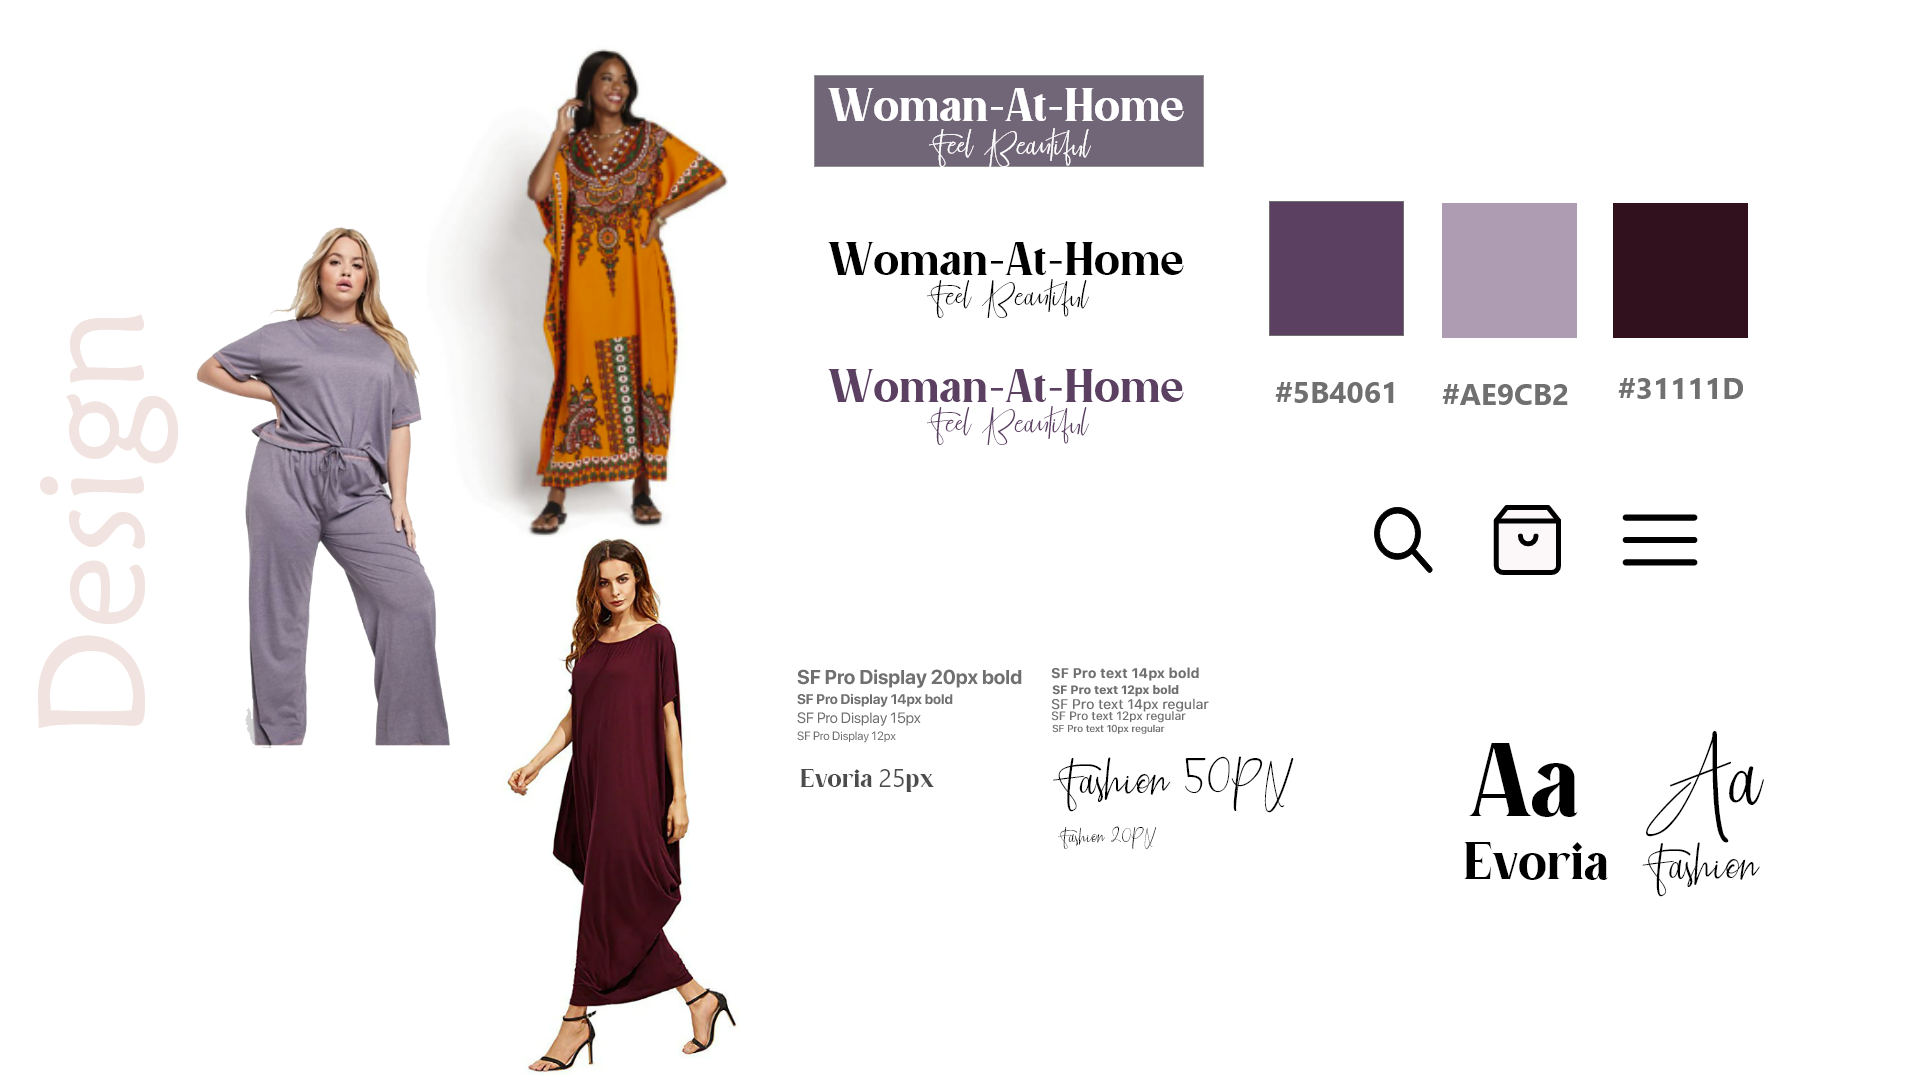 Design
Woman-At-Home
Feel Beautiful
Woman-At-Home
Feel Beautiful
Woman-At-Home
Feel Beautiful
#5B4061
#AE9CB2
#31111D
SF Pro Display 20px bold
SF Pro Display 14px bold
SF Pro Display 15px
SF Pro Display 12px
Evoria 25px
SF Pro text 14px bold
SF Pro text 12px bold
SF Pro text 14px regular
SF Pro text 12px regular
SF Pro text 10px regular
Fashion 50PX
Fashion 20PX
Aa
Evoria
Aa
Fashion